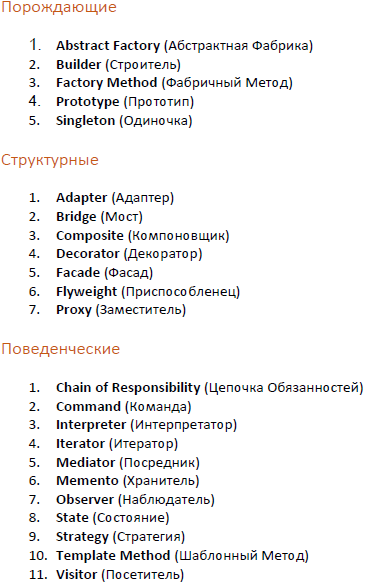 Порождающие
1. Abstract Factory (Абстрактная Фабрика)
2. Builder (Строитель)
3. Factory Method (Фабричный Метод)
4. Prototype (Прототип)
5. Singleton (Одиночка)
Структурные
1. Adapter (Адаптер)
2. Bridge (Мост)
3. Composite (Компоновщик)
4. Decorator (Декоратор)
5. Facade (Фасад)
6. Flyweight (Приспособленец)
7. Proxy (Заместитель)
Поведенческие
1. Chain of Responsibility (Цепочка Обязанностей)
2. Command (Команда)
3. Interpreter (Интерпретатор)
4. Iterator (Итератор)
5. Mediator (Посредник)
6. Memento (Хранитель)
7. Observer (Наблюдатель)
8. State (Состояние)
9. Strategy (Стратегия)
10. Template Method (Шаблонный Метод)
11. Visitor (Посетитель)